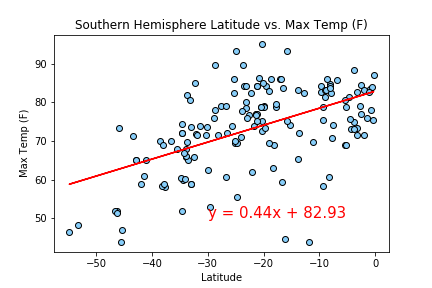 Southern Hemisphere Latitude vs. Max Temp (F)
Max Temp (F)
90
80
70
60
50
y = 0.44x + 82.93
−50
−40
−30
−20
−10
0
Latitude